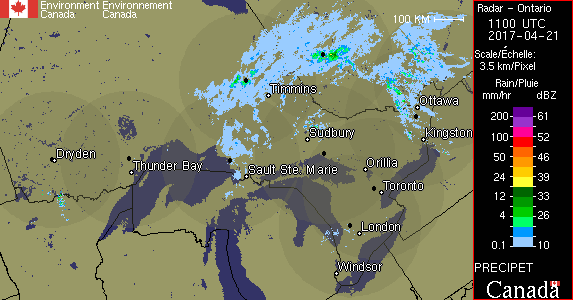 Environment Environnement
Canada Canada
100 KM
Timmins
Ottawa
Sudbury
Kingston
Dryden
Thunder Bay
Sault Ste. Marie
Orillia
Toronto
London
Windsor
Radar - Ontario
1100 UTC
2017-04-21
Scale/Échelle:
3.5 km/Pixel
Rain/Pluie
mm/hr dBZ
200 61
100 52
50 46
24 39
12 33
4 26
2 20
0.1 10
PRECIPET
Canada